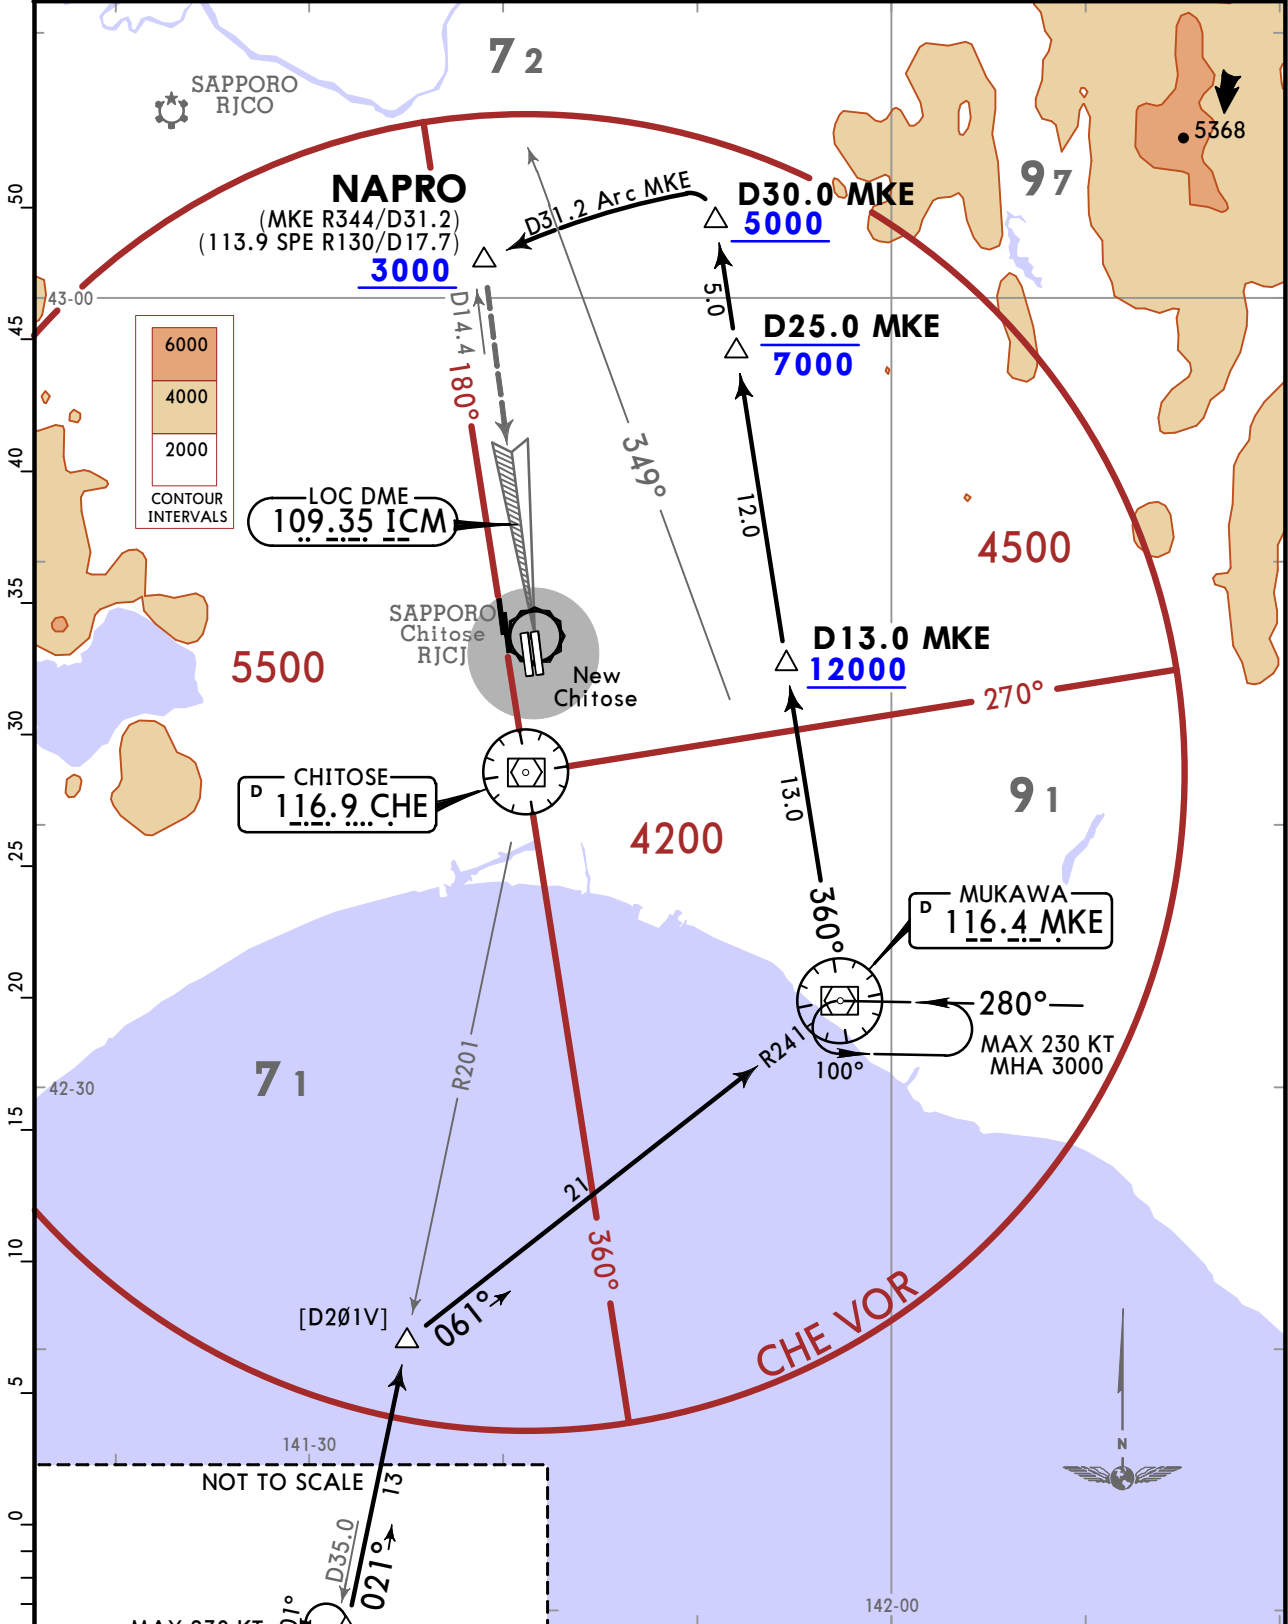 7 2
SAPPORO
RJCO
5368
9 7
NAPRO
(MKE R344/D31.2)
(113.9 SPE R130/D17.7)
3000
D31.2 Arc MKE
D30.0 MKE
5000
50
43-00
45
D14.4
5.0
D25.0 MKE
7000
6000
4000
2000
CONTOUR
INTERVALS
180°
349°
40
LOC DME
109.35 ICM
12.0
4500
35
SAPPORO
Chitose
RJCJ
5500
New
Chitose
D13.0 MKE
12000
270°
30
CHITOSE
D 116.9 CHE
13.0
9 1
4200
25
360°
MUKAWA
D 116.4 MKE
20
280°
MAX 230 KT
MHA 3000
R241
100°
R201
42-30
7 1
15
21
10
360°
[D201V]
061°
CHE VOR
5
141-30
N
NOT TO SCALE
13
0
D35.0
021°
142-00